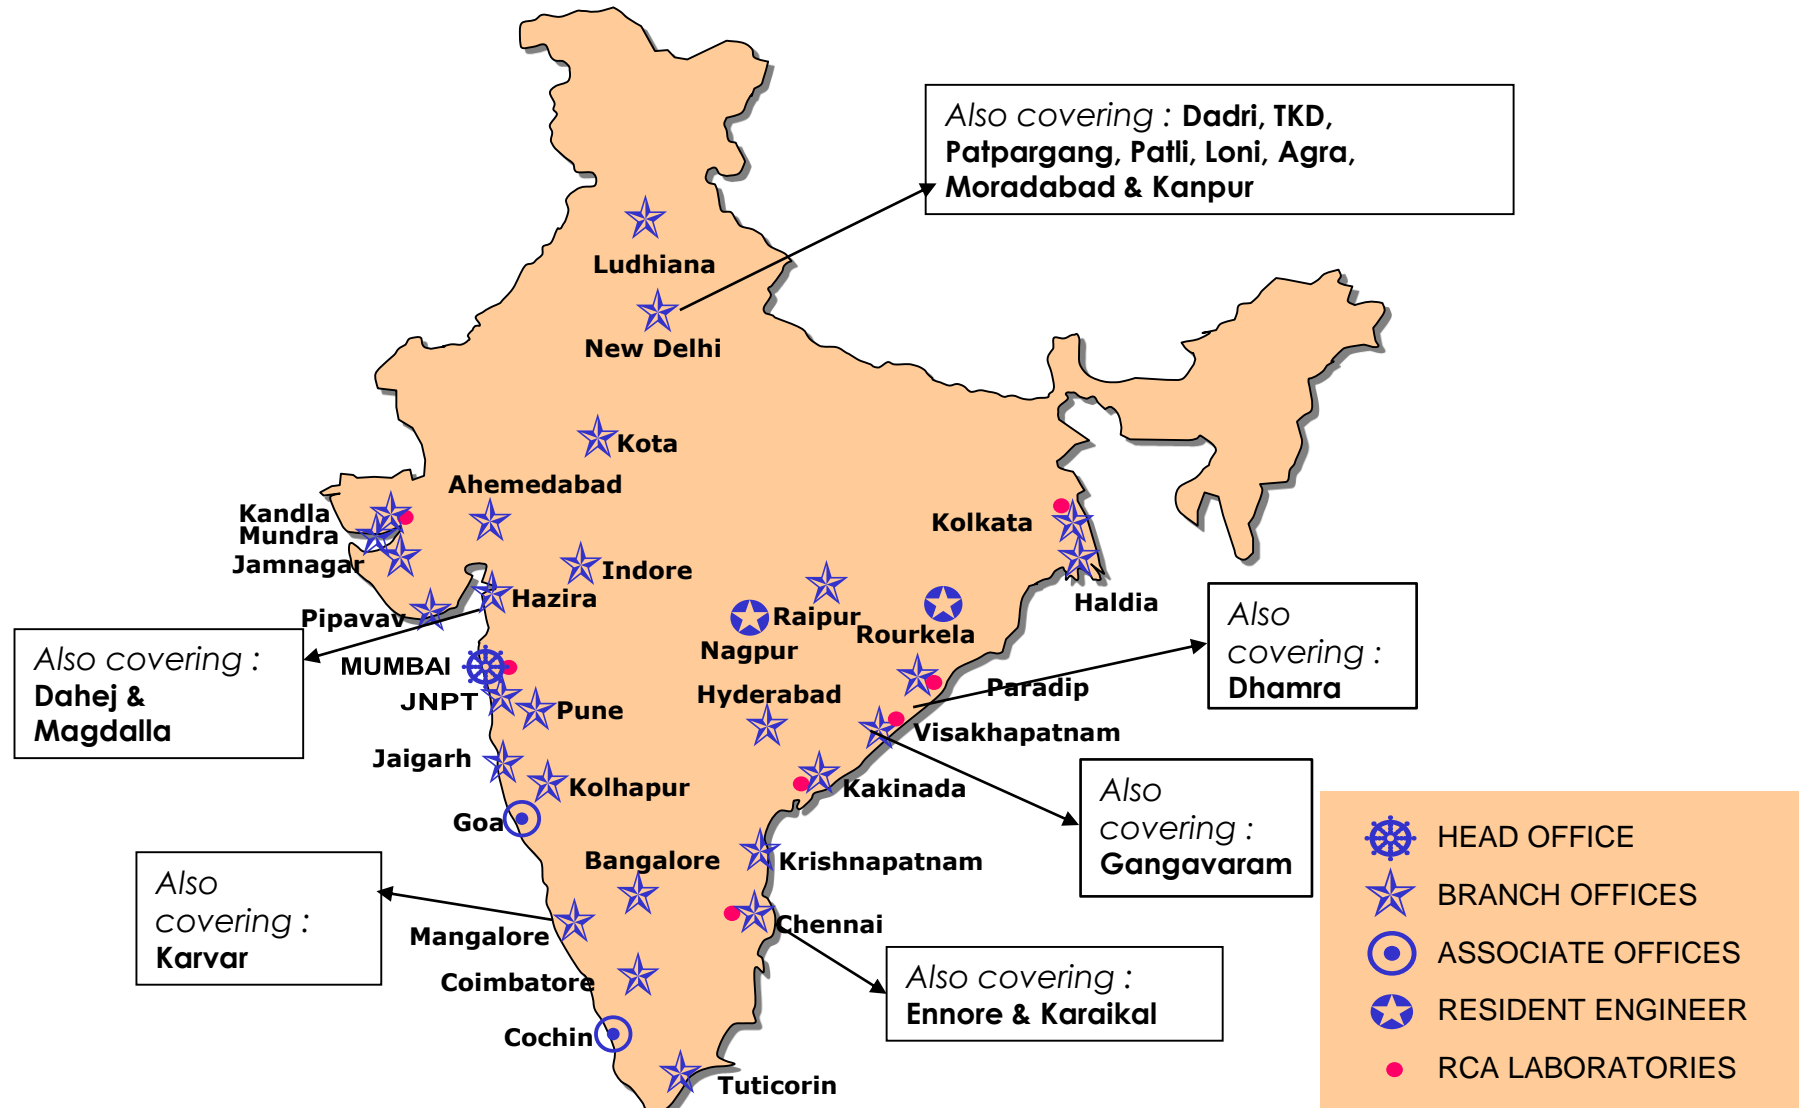 Also covering : Dadri, TKD,
Patpargang, Patli, Loni, Agra,
Moradabad & Kanpur
Ludhiana
New Delhi
Kota
Ahemedabad
Kandla
Mundra
Jamnagar
Kolkata
Indore
Hazira
Pipavav
Haldia
Raipur
Nagpur
Rourkela
Also
covering :
Dhamra
Also covering :
Dahej &
Magdalla
MUMBAI
JNPT
Pune
Hyderabad
Paradip
Visakhapatnam
Jaigarh
Kolhapur
Kakinada
Goa
Also
covering :
Gangavaram
Bangalore
Krishnapatnam
Also
covering :
Karvar
Mangalore
Chennai
Coimbatore
Also covering :
Ennore & Karaikal
Cochin
Tuticorin
HEAD OFFICE
BRANCH OFFICES
ASSOCIATE OFFICES
RESIDENT ENGINEER
RCA LABORATORIES